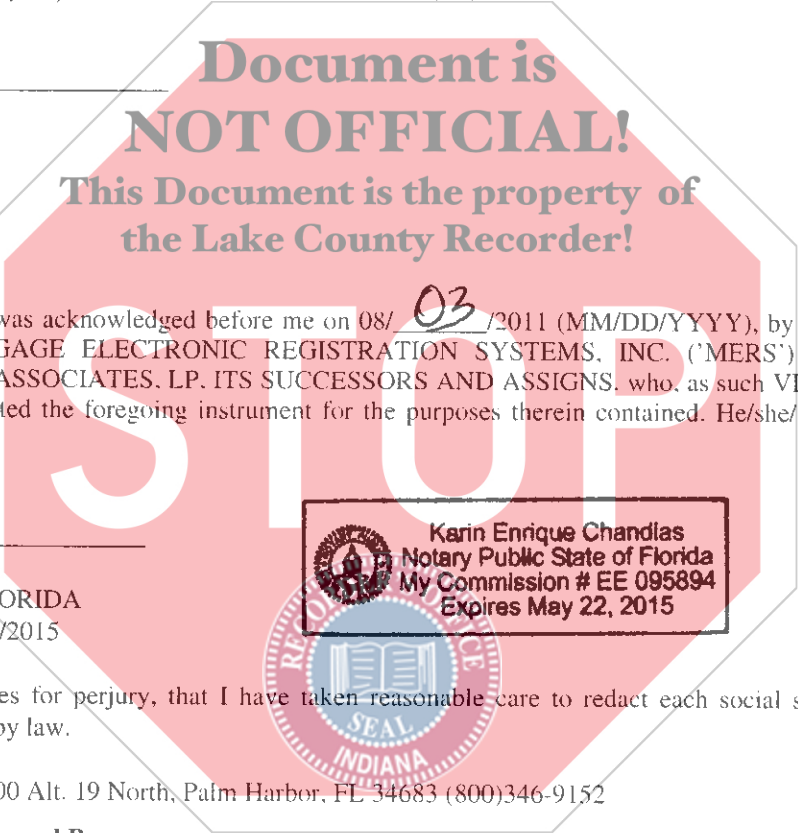 Document is
NOT OFFICIAL!
This Document is the property of
the Lake County Recorder!
was acknowledged before me on 08/ 03 /2011 (MM/DD/YYYY), by
GAGE ELECTRONIC REGISTRATION SYSTEMS, INC. ('MERS')
ASSOCIATES, LP, ITS SUCCESSORS AND ASSIGNS, who, as such
ted the foregoing instrument for the purposes therein contained. He/she/
STOP
Karin Enrique Chandias
Notary Public State of Florida
My Commission # EE 095894
Expires May 22, 2015
ORIDA
/2015
RECORDER OFFICE
SEAL
INDIANA
es for perjury, that I have taken reasonable care to redact each social s
by law.
00 Alt. 19 North, Palm Harbor, FL 34683 (800)346-9152